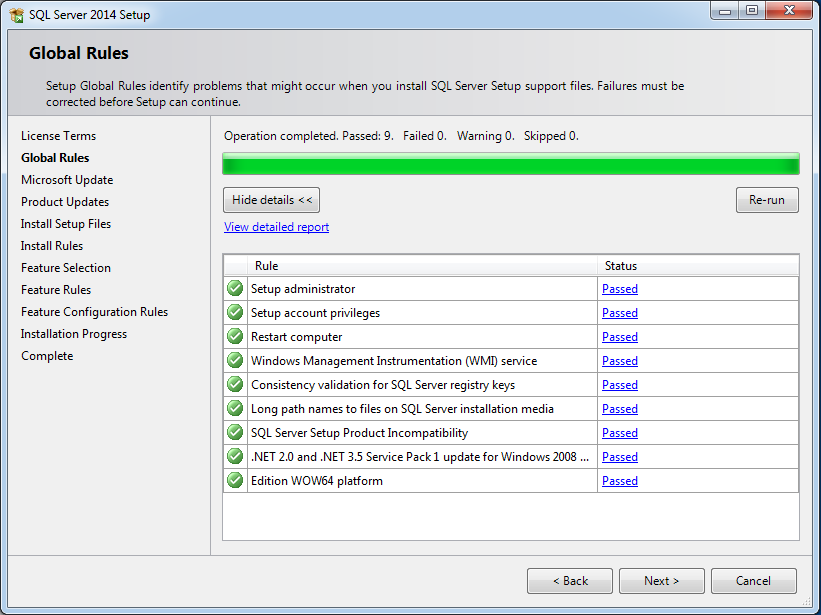 SQL Server 2014 Setup
Global Rules
Setup Global Rules identify problems that might occur when you install SQL Server Setup support files. Failures must be
corrected before Setup can continue.
License Terms
Global Rules
Microsoft Update
Product Updates
Install Setup Files
Install Rules
Feature Selection
Feature Rules
Feature Configuration Rules
Installation Progress
Complete
Operation completed. Passed: 9. Failed 0. Warning 0. Skipped 0.
Hide details <<
Re-run
View detailed report
Rule Status
Setup administrator Passed
Setup account privileges Passed
Restart computer Passed
Windows Management Instrumentation (WMI) service Passed
Consistency validation for SQL Server registry keys Passed
Long path names to files on SQL Server installation media Passed
SQL Server Setup Product Incompatibility Passed
.NET 2.0 and .NET 3.5 Service Pack 1 update for Windows 2008 ... Passed
Edition WOW64 platform Passed
< Back Next > Cancel